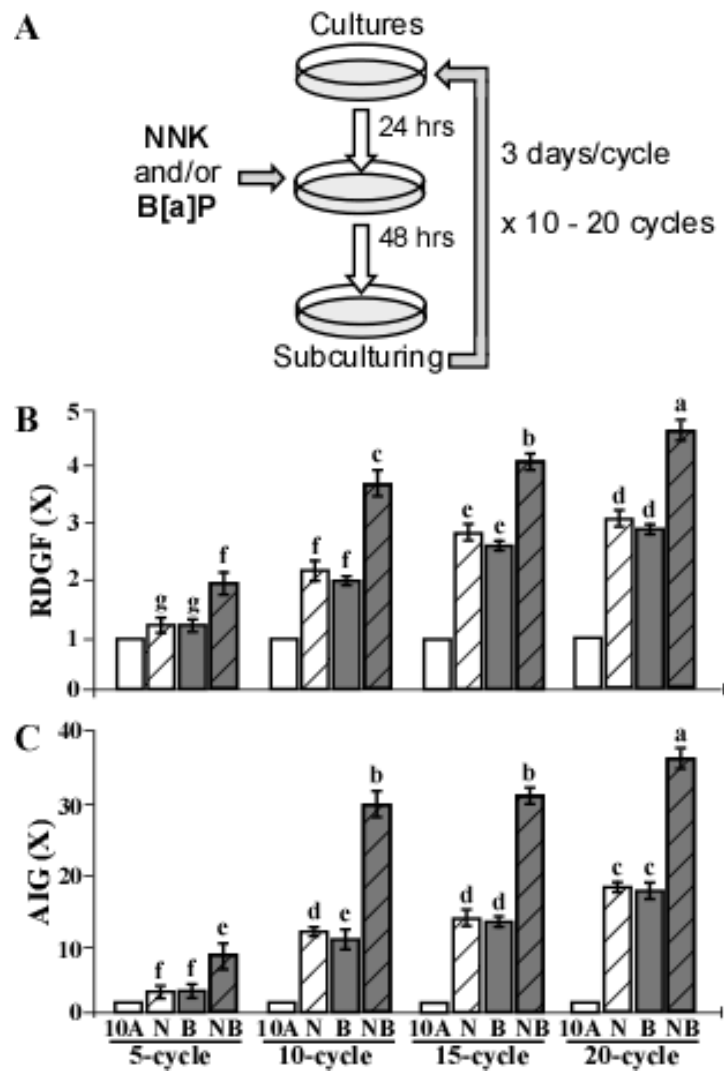 A
Cultures
24 hrs
NNK
and/or
B[a]P
3 days/cycle
x 10 - 20 cycles
48 hrs
Subculturing
B
RDGF (X)
5
4
3
2
1
0
g g f
f f c
e e b
d d a
C
AIG (X)
40
30
20
10
0
f f e
d e b
d d b
c c a
10A N B NB 10A N B NB 10A N B NB 10A N B NB
5-cycle 10-cycle 15-cycle 20-cycle